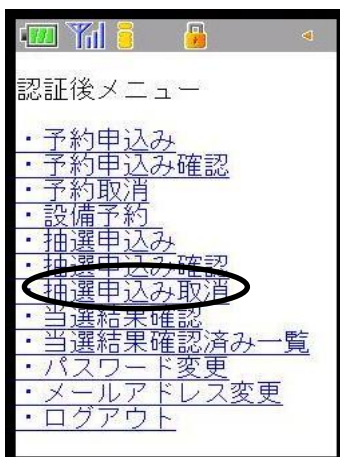 認証後メニュー
・予約申込み
・予約申込み確認
・予約取消
・設備予約
・抽選申込み
・抽選申込み確認
・抽選申込み取消
・当選結果確認
・当選結果確認済み一覧
・パスワード変更
・メールアドレス変更
・ログアウト